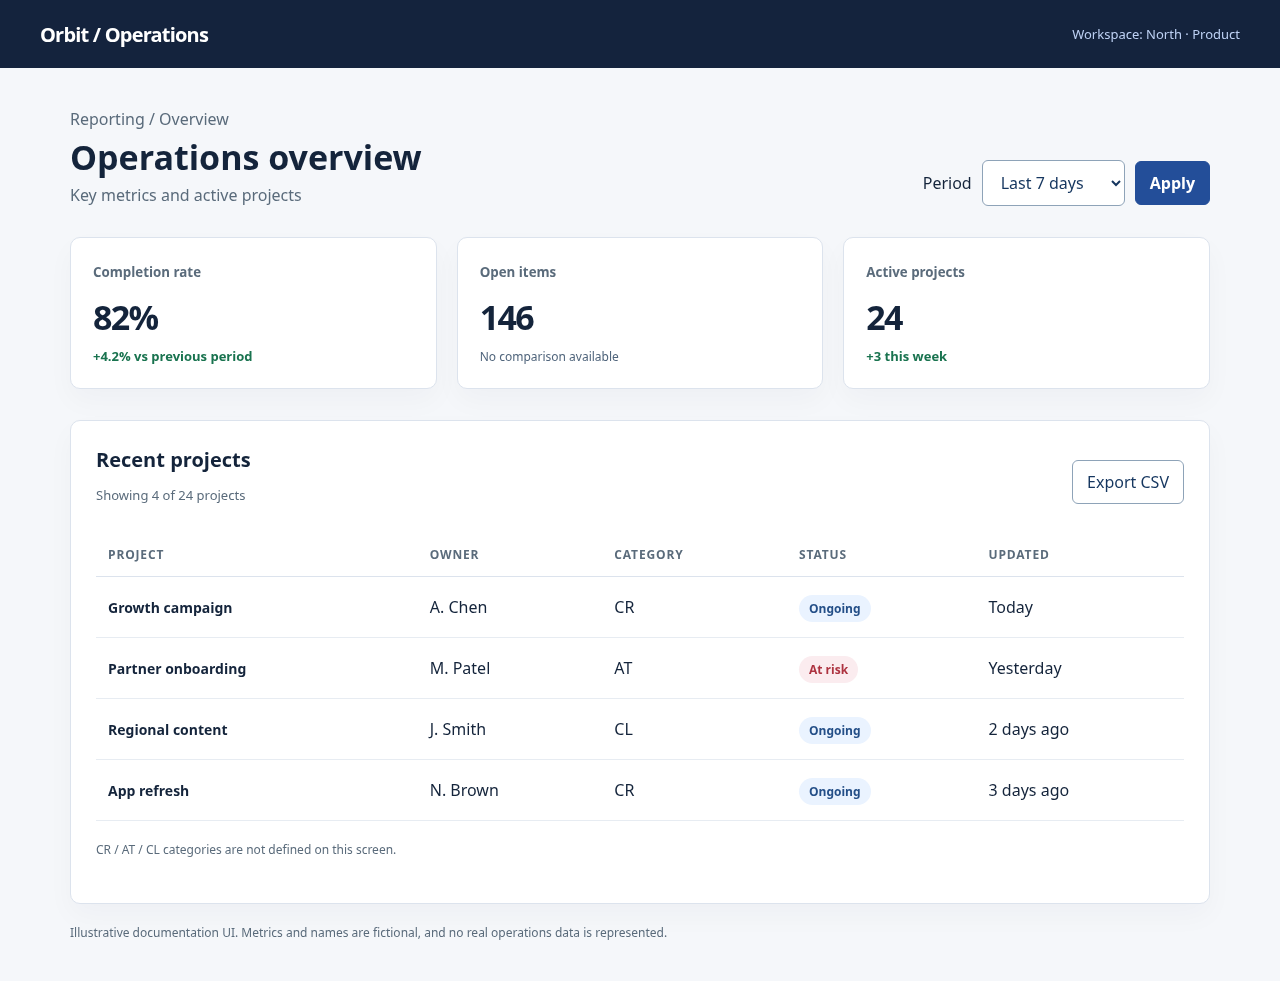 Orbit / Operations
Workspace: North · Product
Reporting / Overview
Operations overview
Key metrics and active projects
Period
Last 7 days
Apply
Completion rate
82%
+4.2% vs previous period
Open items
146
No comparison available
Active projects
24
+3 this week
Recent projects
Showing 4 of 24 projects
Export CSV
PROJECT OWNER CATEGORY STATUS UPDATED
Growth campaign A. Chen CR Ongoing Today
Partner onboarding M. Patel AT At risk Yesterday
Regional content J. Smith CL Ongoing 2 days ago
App refresh N. Brown CR Ongoing 3 days ago
CR / AT / CL categories are not defined on this screen.
Illustrative documentation UI. Metrics and names are fictional, and no real operations data is represented.